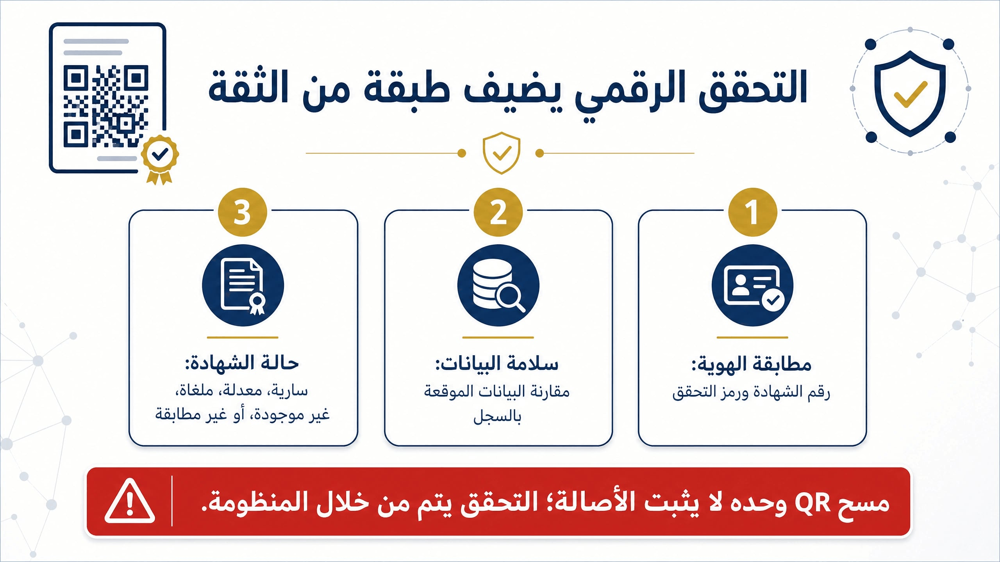 التحقق الرقمي يضيف طبقة من الثقة
1
مطابقة الهوية:
رقم الشهادة ورمز التحقق
2
سلامة البيانات:
مقارنة البيانات الموقعة
بالسجل
3
حالة الشهادة:
سارية، معدلة، ملغاة،
غير موجودة، أو غير مطابقة
مسح QR وحده لا يثبت الأصالة؛ التحقق يتم من خلال المنظومة.